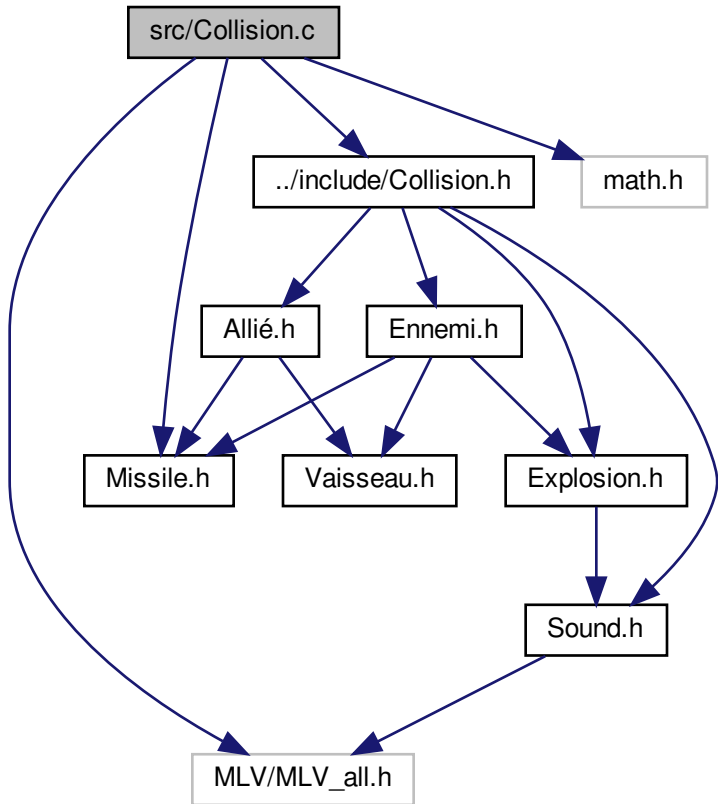 src/Collision.c
../include/Collision.h
math.h
Allié.h
Ennemi.h
Missile.h
Vaisseau.h
Explosion.h
Sound.h
MLV/MLV_all.h